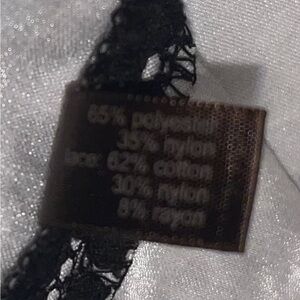 65% polyester
35% nylon
lace: 62% cotton
30% nylon
8% rayon